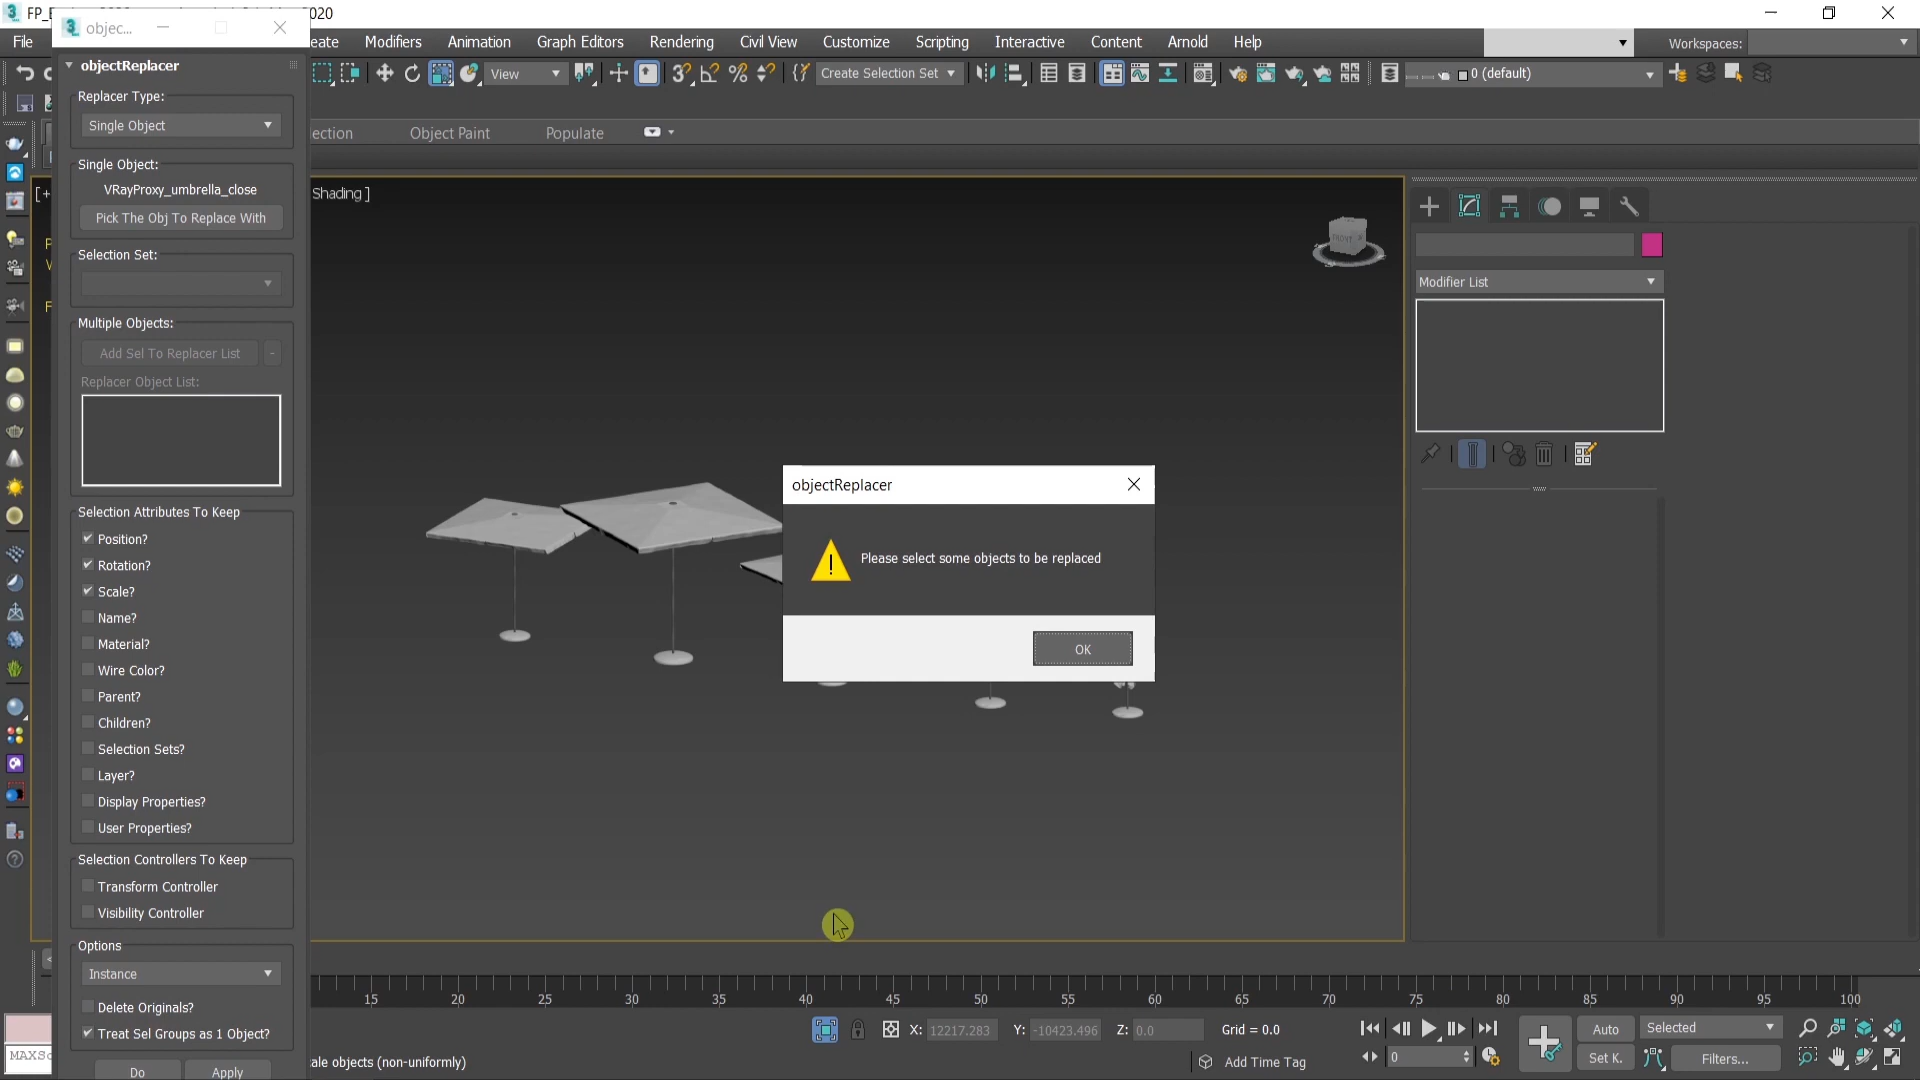 2020
objec...
File
Modifiers
Animation
Graph Editors
Rendering
Civil View
Customize
Scripting
Interactive
Content
Arnold
Help
Workspaces:
objectReplacer
View
Create Selection Set
0 (default)
Replacer Type:
Single Object
Object Paint
Populate
Single Object:
VRayProxy_umbrella_close
Pick The Obj To Replace With
[+
Shading ]
Selection Set:
Modifier List
Multiple Objects:
Add Sel To Replacer List
-
Replacer Object List:
objectReplacer
Please select some objects to be replaced
OK
Selection Attributes To Keep
Position?
Rotation?
Scale?
Name?
Material?
Wire Color?
Parent?
Children?
Selection Sets?
Layer?
Display Properties?
User Properties?
Selection Controllers To Keep
Transform Controller
Visibility Controller
Options
Instance
Delete Originals?
Treat Sel Groups as 1 Object?
Do
Apply
15 20 25 30 35 40 45 50 55 60 65 70 75 80 85 90 95 100
X: 12217.283 Y: -10423.496 Z: 0.0 Grid = 0.0
Auto
Selected
ale objects (non-uniformly)
Add Time Tag
0
Set K.
Filters...